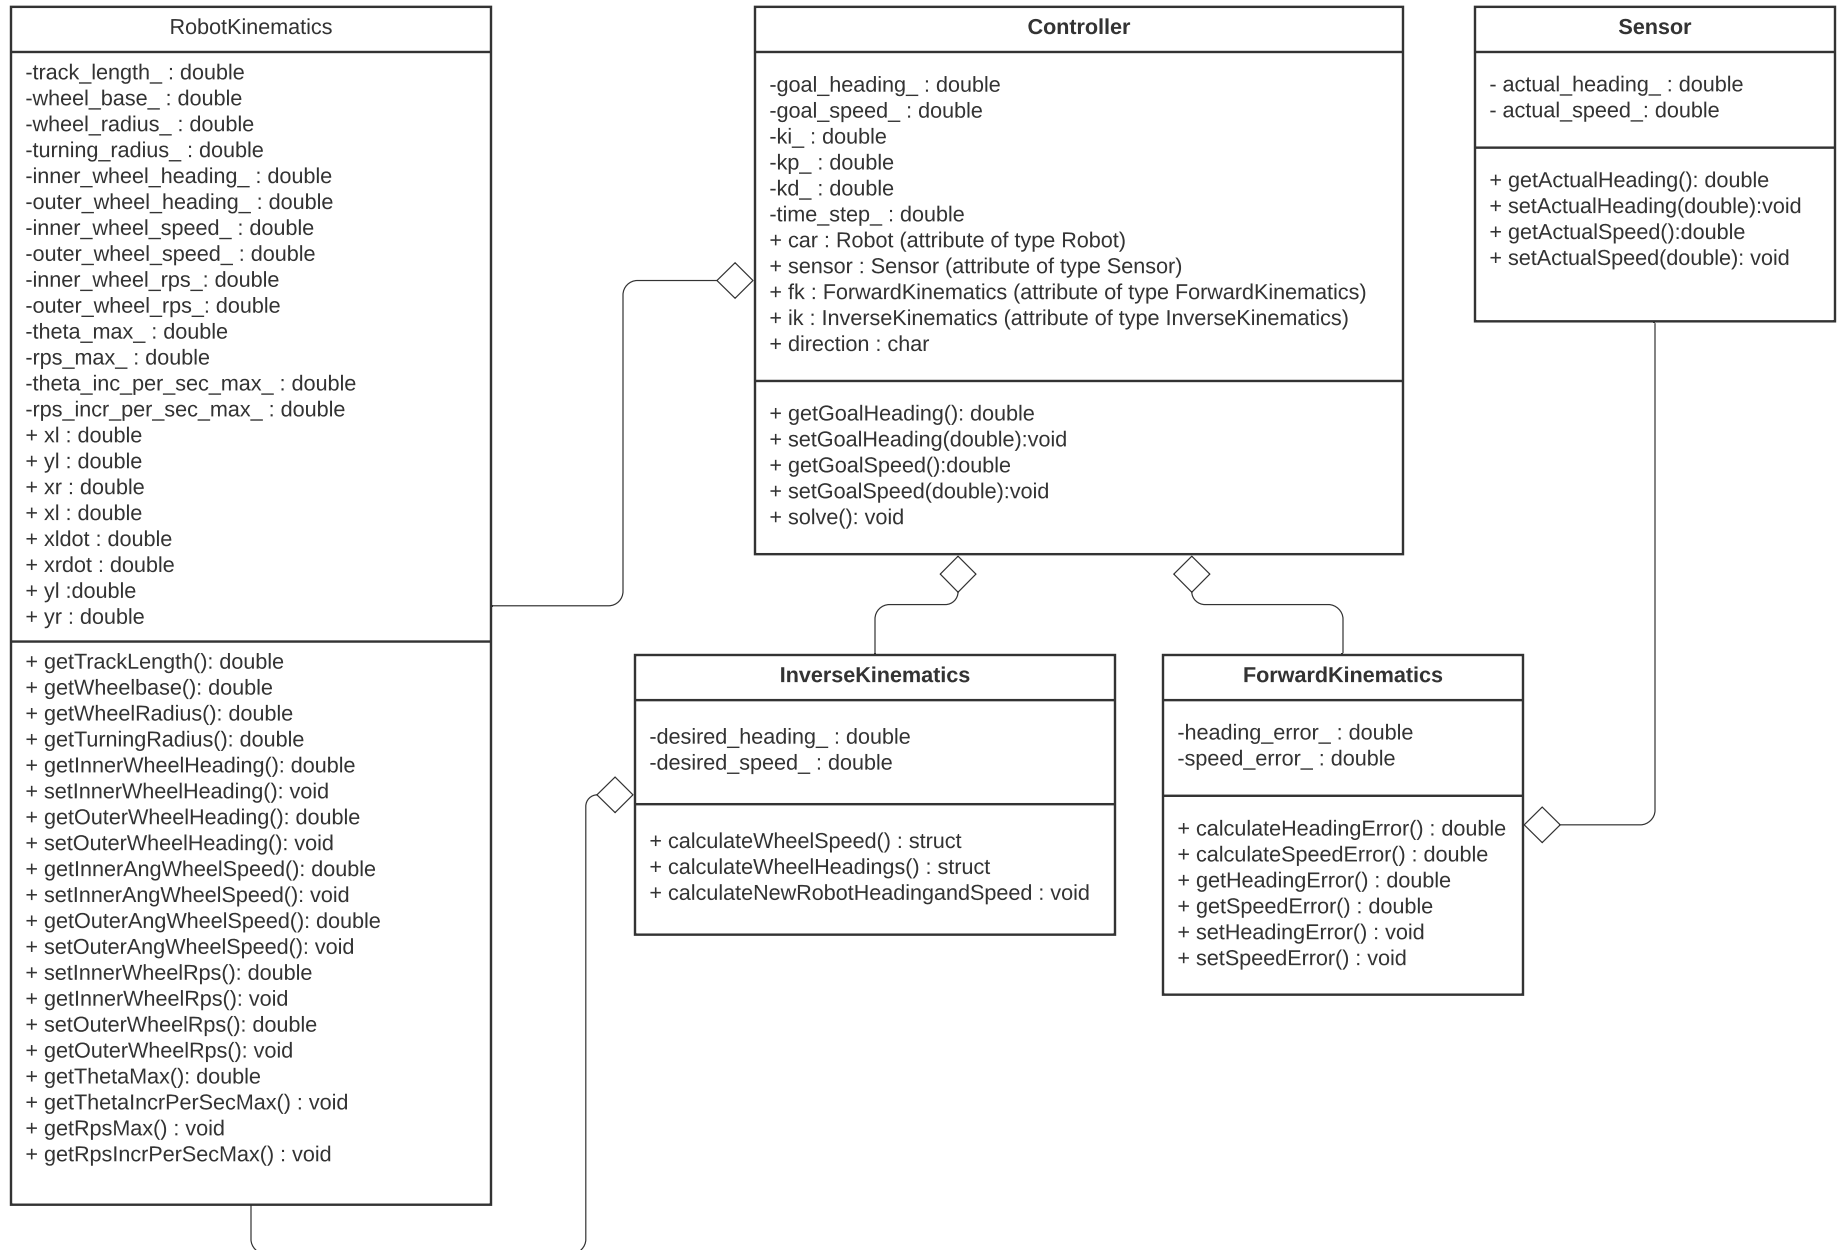 RobotKinematics
-track_length_ : double
-wheel_base_ : double
-wheel_radius_ : double
-turning_radius_ : double
-inner_wheel_heading_ : double
-outer_wheel_heading_ : double
-inner_wheel_speed_ : double
-outer_wheel_speed_ : double
-inner_wheel_rps_: double
-outer_wheel_rps_: double
-theta_max_ : double
-rps_max_ : double
-theta_inc_per_sec_max_ : double
-rps_incr_per_sec_max_ : double
+ xl : double
+ yl : double
+ xr : double
+ xl : double
+ xldot : double
+ xrdot : double
+ yl :double
+ yr : double
+ getTrackLength(): double
+ getWheelbase(): double
+ getWheelRadius(): double
+ getTurningRadius(): double
+ getInnerWheelHeading(): double
+ setInnerWheelHeading(): void
+ getOuterWheelHeading(): double
+ setOuterWheelHeading(): void
+ getInnerAngWheelSpeed(): double
+ setInnerAngWheelSpeed(): void
+ getOuterAngWheelSpeed(): double
+ setOuterAngWheelSpeed(): void
+ setInnerWheelRps(): double
+ getInnerWheelRps(): void
+ setOuterWheelRps(): double
+ getOuterWheelRps(): void
+ getThetaMax(): double
+ getThetaIncrPerSecMax() : void
+ getRpsMax() : void
+ getRpsIncrPerSecMax() : void
Controller
-goal_heading_ : double
-goal_speed_ : double
-ki_ : double
-kp_ : double
-kd_ : double
-time_step_ : double
+ car : Robot (attribute of type Robot)
+ sensor : Sensor (attribute of type Sensor)
+ fk : ForwardKinematics (attribute of type ForwardKinematics)
+ ik : InverseKinematics (attribute of type InverseKinematics)
+ direction : char
+ getGoalHeading(): double
+ setGoalHeading(double):void
+ getGoalSpeed():double
+ setGoalSpeed(double):void
+ solve(): void
Sensor
- actual_heading_ : double
- actual_speed_: double
+ getActualHeading(): double
+ setActualHeading(double):void
+ getActualSpeed():double
+ setActualSpeed(double): void
InverseKinematics
-desired_heading_ : double
-desired_speed_ : double
+ calculateWheelSpeed() : struct
+ calculateWheelHeadings() : struct
+ calculateNewRobotHeadingandSpeed : void
ForwardKinematics
-heading_error_ : double
-speed_error_ : double
+ calculateHeadingError() : double
+ calculateSpeedError() : double
+ getHeadingError() : double
+ getSpeedError() : double
+ setHeadingError() : void
+ setSpeedError() : void